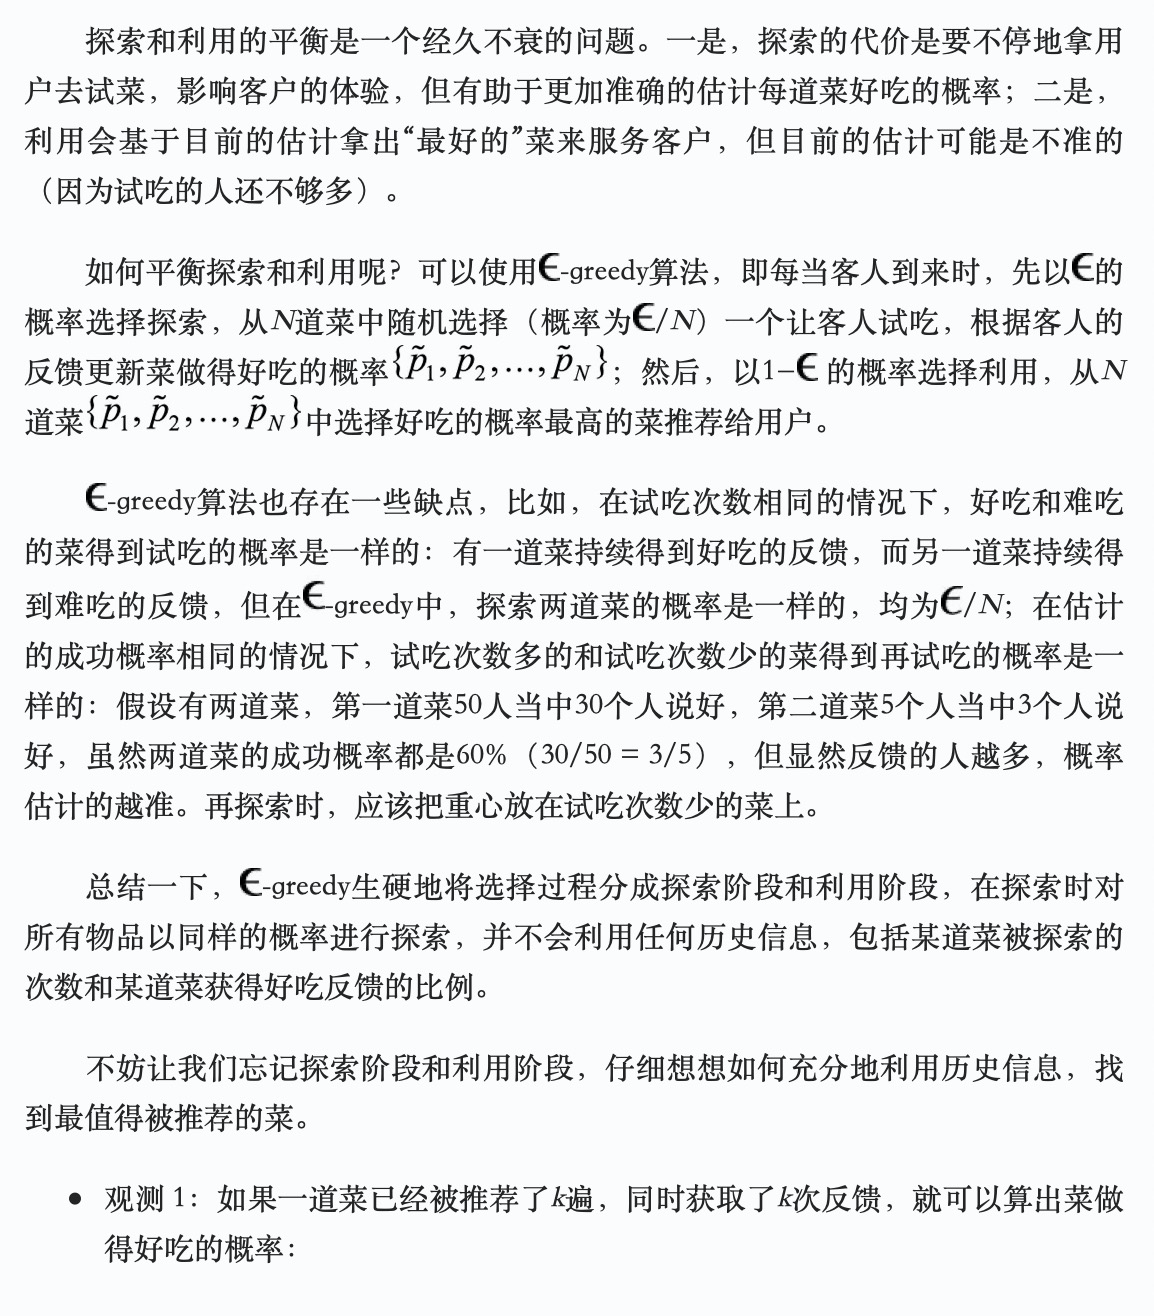 探索和利用的平衡是一个经久不衰的问题。一是，探索的代价是要不停地拿用
户去试菜，影响客户的体验，但有助于更加准确的估计每道菜好吃的概率；二是，
利用会基于目前的估计拿出“最好的”菜来服务客户，但目前的估计可能是不准的
（因为试吃的人还不够多）。
如何平衡探索和利用呢？可以使用ϵ-greedy算法，即每当客人到来时，先以ϵ的
概率选择探索，从N道菜中随机选择（概率为ϵ/N）一个让客人试吃，根据客人的
反馈更新菜做得好吃的概率{p̃₁, p̃₂, …, p̃_N}；然后，以1–ϵ 的概率选择利用，从N
道菜{p̃₁, p̃₂, …, p̃_N}中选择好吃的概率最高的菜推荐给用户。
ϵ-greedy算法也存在一些缺点，比如，在试吃次数相同的情况下，好吃和难吃
的菜得到试吃的概率是一样的：有一道菜持续得到好吃的反馈，而另一道菜持续得
到难吃的反馈，但在ϵ-greedy中，探索两道菜的概率是一样的，均为ϵ/N；在估计
的成功概率相同的情况下，试吃次数多的和试吃次数少的菜得到再试吃的概率是一
样的：假设有两道菜，第一道菜50人当中30个人说好，第二道菜5个人当中3个人说
好，虽然两道菜的成功概率都是60%（30/50 = 3/5），但显然反馈的人越多，概率
估计的越准。再探索时，应该把重心放在试吃次数少的菜上。
总结一下，ϵ-greedy生硬地将选择过程分成探索阶段和利用阶段，在探索时对
所有物品以同样的概率进行探索，并不会利用任何历史信息，包括某道菜被探索的
次数和某道菜获得好吃反馈的比例。
不妨让我们忘记探索阶段和利用阶段，仔细想想如何充分地利用历史信息，找
到最值得被推荐的菜。
● 观测 1：如果一道菜已经被推荐了k遍，同时获取了k次反馈，就可以算出菜做
得好吃的概率：